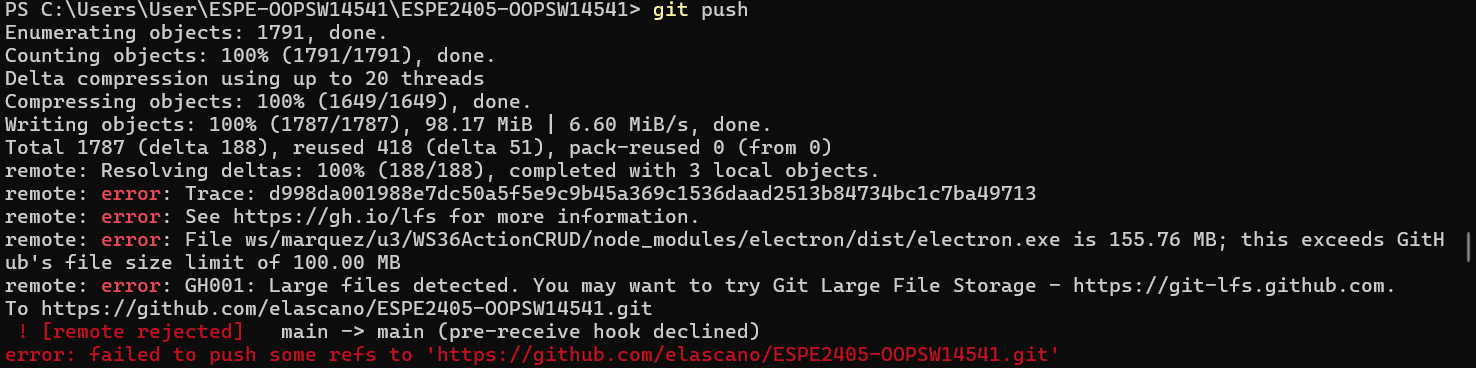 PS C:\Users\User\ESPE-OOPSW14541\ESPE2405-OOPSW14541> git push
Enumerating objects: 1791, done.
Counting objects: 100% (1791/1791), done.
Delta compression using up to 20 threads
Compressing objects: 100% (1649/1649), done.
Writing objects: 100% (1787/1787), 98.17 MiB | 6.60 MiB/s, done.
Total 1787 (delta 188), reused 418 (delta 51), pack-reused 0 (from 0)
remote: Resolving deltas: 100% (188/188), completed with 3 local objects.
remote: error: Trace: d998da001988e7dc50a5f5e9c9b45a369c1536daad2513b84734bc1c7ba49713
remote: error: See https://gh.io/lfs for more information.
remote: error: File ws/marquez/u3/WS36ActionCRUD/node_modules/electron/dist/electron.exe is 155.76 MB; this exceeds GitH
ub's file size limit of 100.00 MB
remote: error: GH001: Large files detected. You may want to try Git Large File Storage - https://git-lfs.github.com.
To https://github.com/elascano/ESPE2405-OOPSW14541.git
 ! [remote rejected]   main -> main (pre-receive hook declined)
error: failed to push some refs to 'https://github.com/elascano/ESPE2405-OOPSW14541.git'